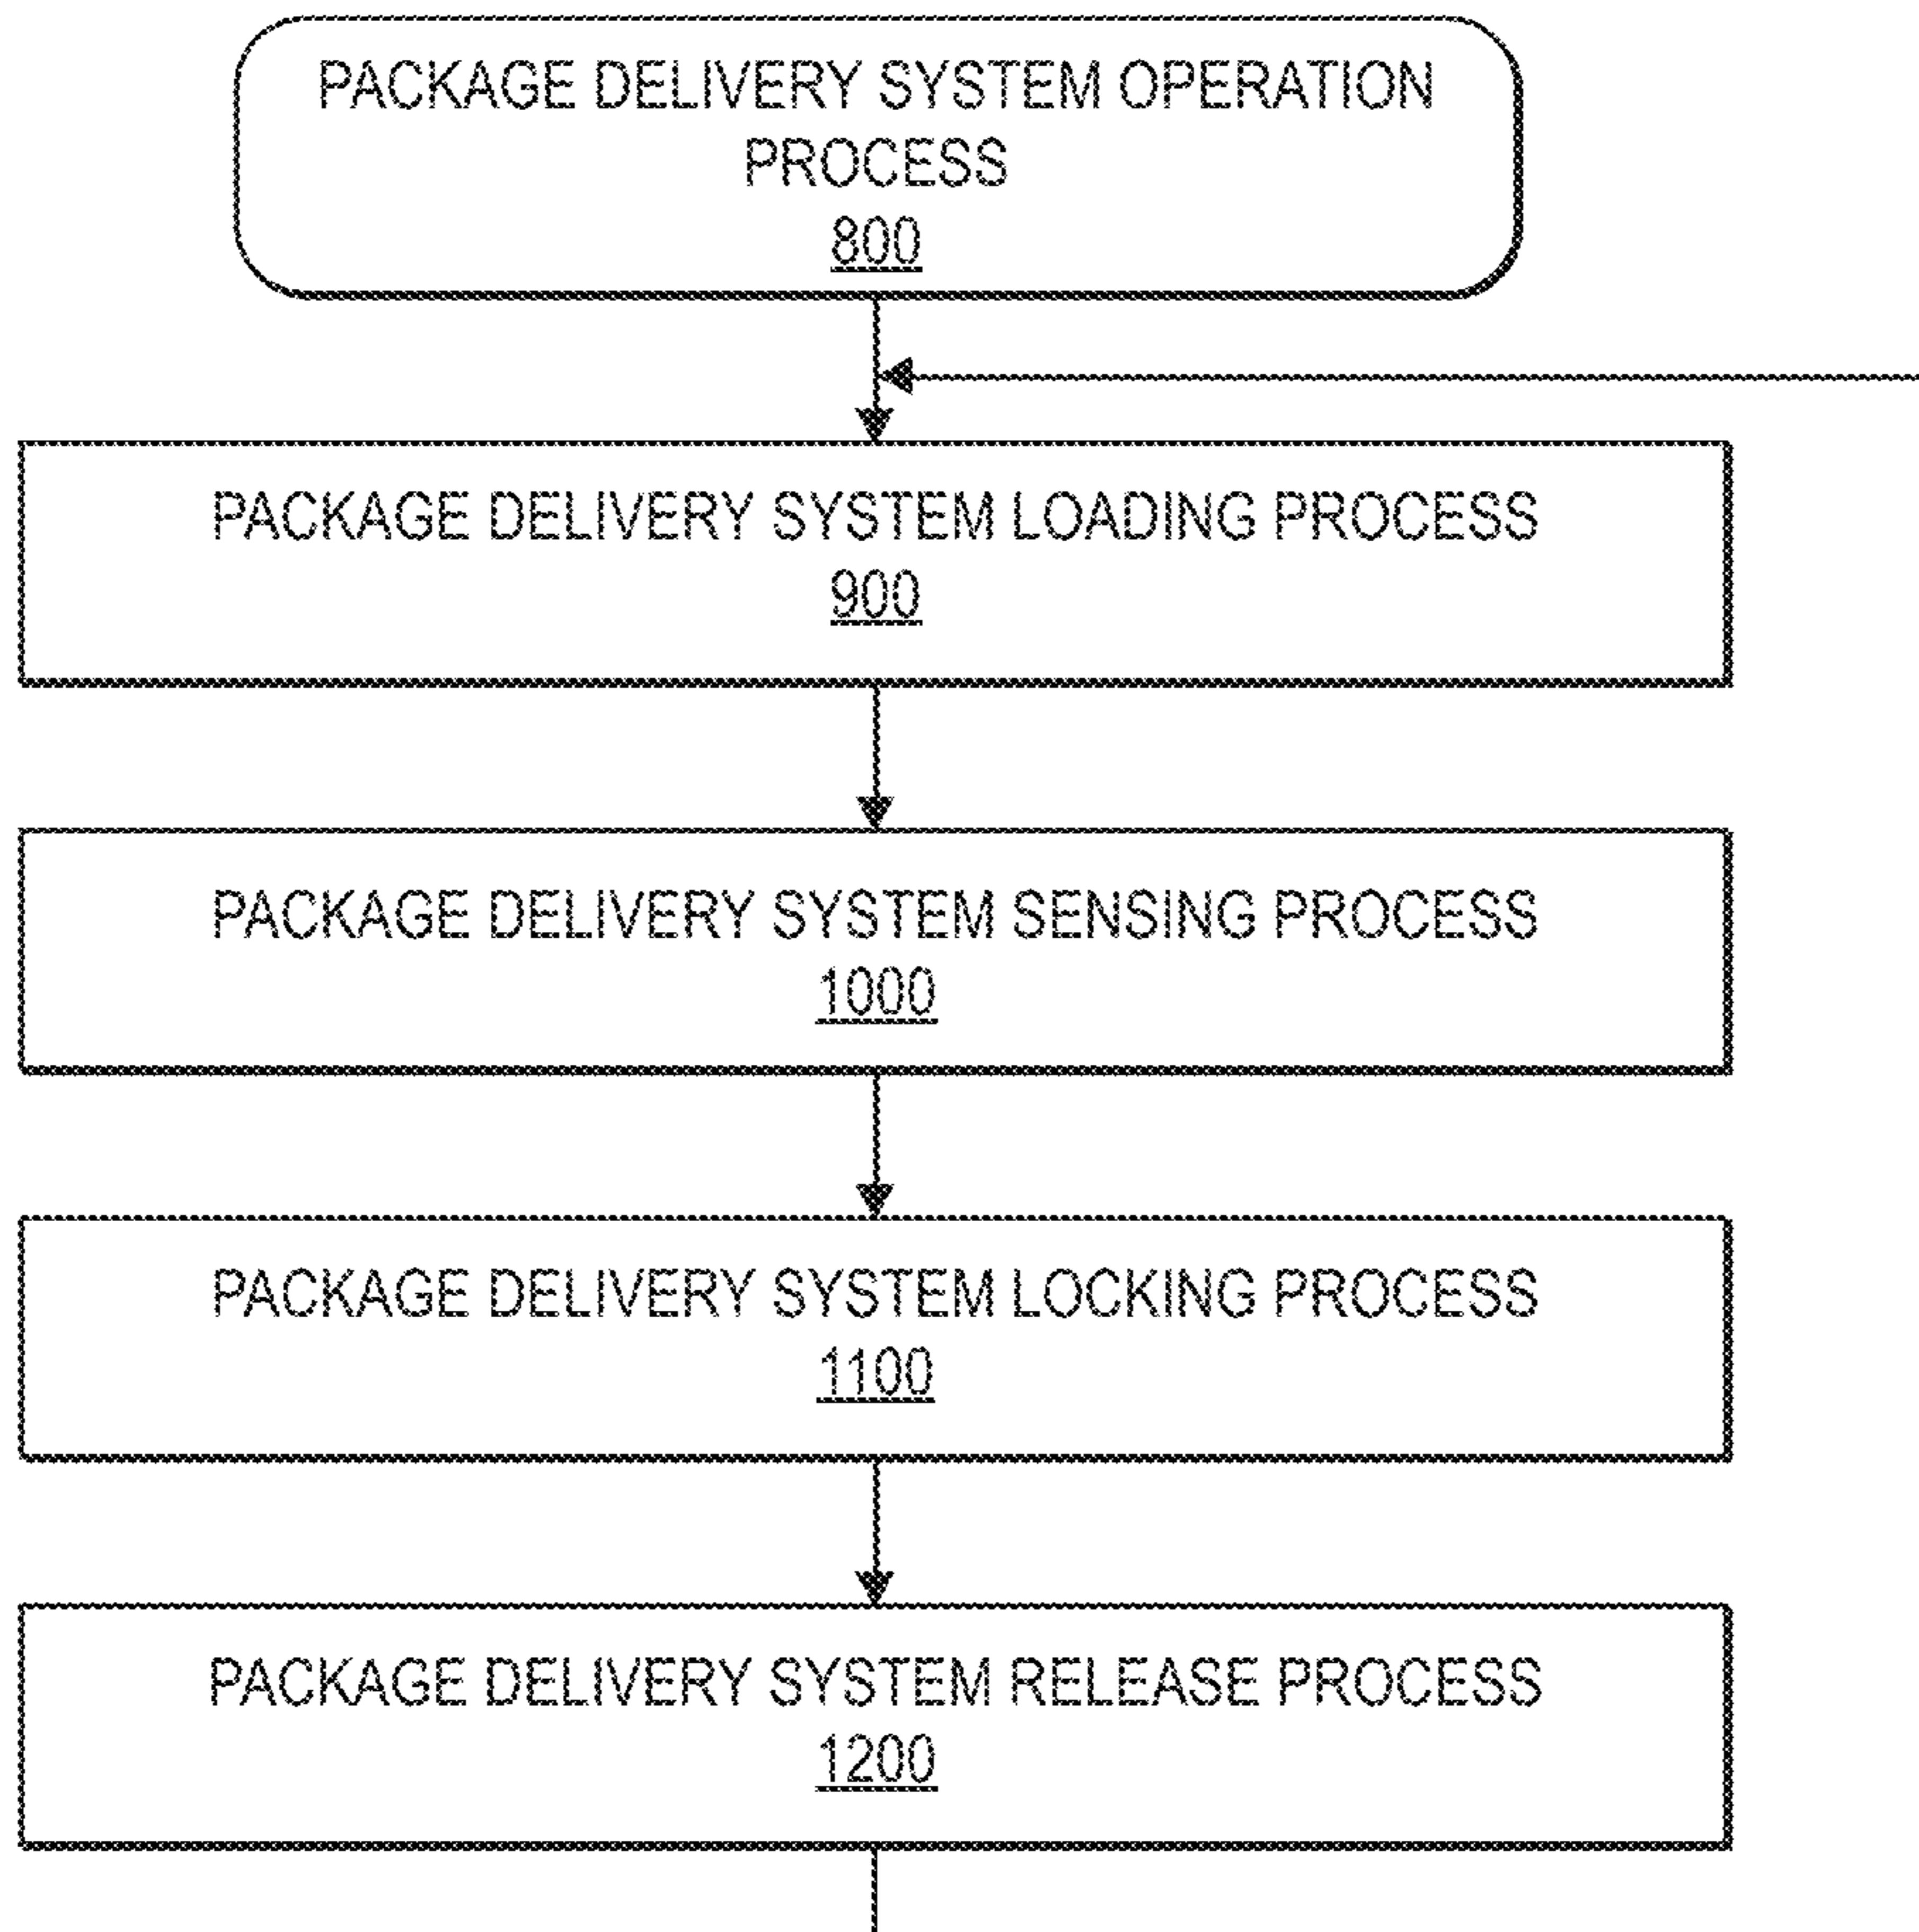 PACKAGE DELIVERY SYSTEM OPERATION
PROCESS
800
PACKAGE DELIVERY SYSTEM LOADING PROCESS
900
PACKAGE DELIVERY SYSTEM SENSING PROCESS
1000
PACKAGE DELIVERY SYSTEM LOCKING PROCESS
1100
PACKAGE DELIVERY SYSTEM RELEASE PROCESS
1200